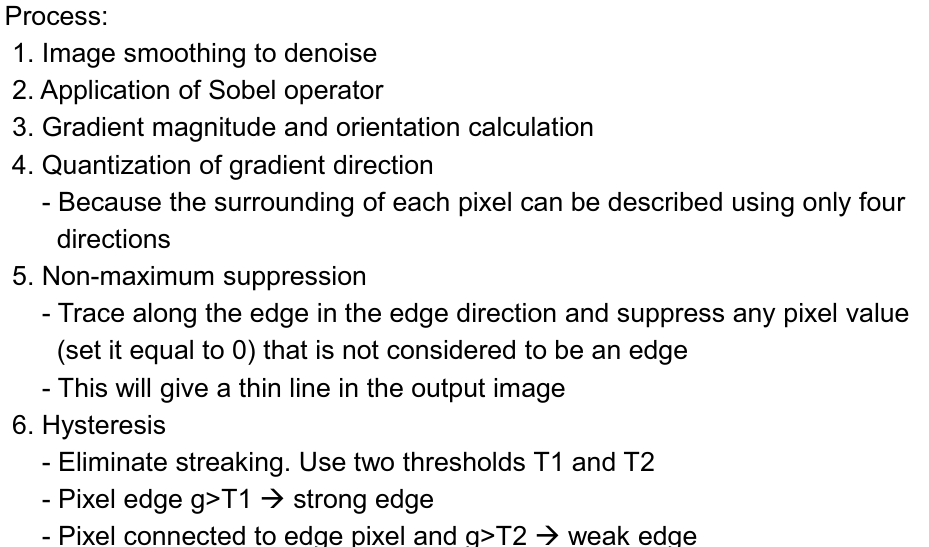 Process:
1. Image smoothing to denoise
2. Application of Sobel operator
3. Gradient magnitude and orientation calculation
4. Quantization of gradient direction
- Because the surrounding of each pixel can be described using only four
directions
5. Non-maximum suppression
- Trace along the edge in the edge direction and suppress any pixel value
(set it equal to 0) that is not considered to be an edge
- This will give a thin line in the output image
6. Hysteresis
- Eliminate streaking. Use two thresholds T1 and T2
- Pixel edge g>T1 → strong edge
- Pixel connected to edge pixel and g>T2 → weak edge